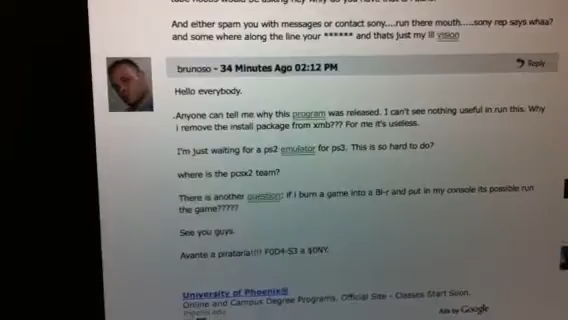 And either spam you with messages or contact sony....run there mouth.....sony rep says whaa?
and some where along the line your ****** and thats just my lil vision
brunoso - 34 Minutes Ago 02:12 PM
Reply
Hello everybody.
.Anyone can tell me why this program was released. I can't see nothing useful in run this. Why
i remove the install package from xmb??? For me it's useless.
I'm just waiting for a ps2 emulator for ps3. This is so hard to do?
where is the pcsx2 team?
There is another question: if i burn a game into a Bl-r and put in my console its possible run
the game?????
See you guys.
Avante a pirataria!!!! F0D4-S3 a $0NY.
University of Phoenix®
Online and Campus Degree Programs. Official Site - Classes Start Soon.
Phoenix.edu
Ads by Google